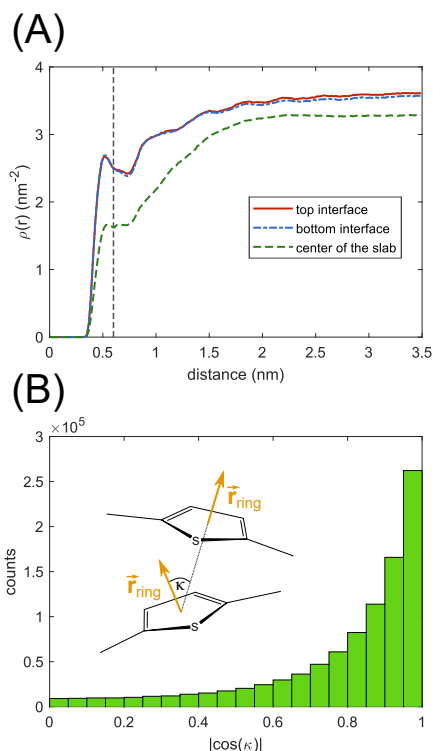 (A)
4
3
2
1
0
ρ(r) (nm⁻²)
top interface
bottom interface
center of the slab
0 0.5 1 1.5 2 2.5 3 3.5
distance (nm)
(B)
×10⁵
3
2.5
2
1.5
1
0.5
0
counts
r⃗ring
S
r⃗ring
κ
S
0 0.2 0.4 0.6 0.8 1
|cos(κ)|